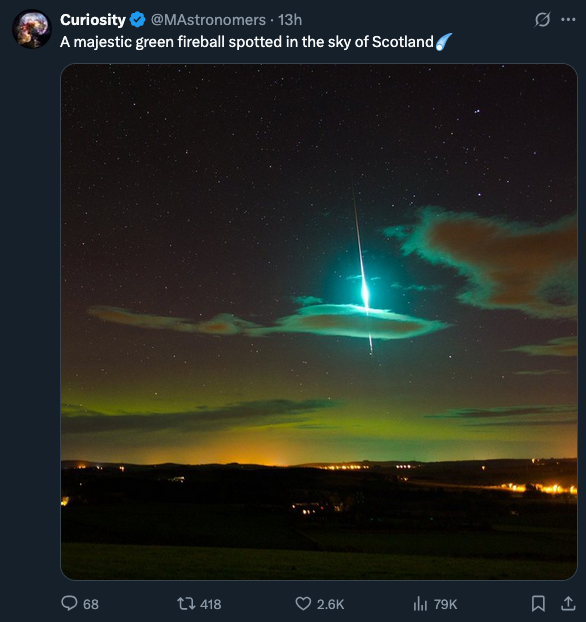 Curiosity @MAstronomers · 13h
A majestic green fireball spotted in the sky of Scotland☄️
68 418 2.6K 79K